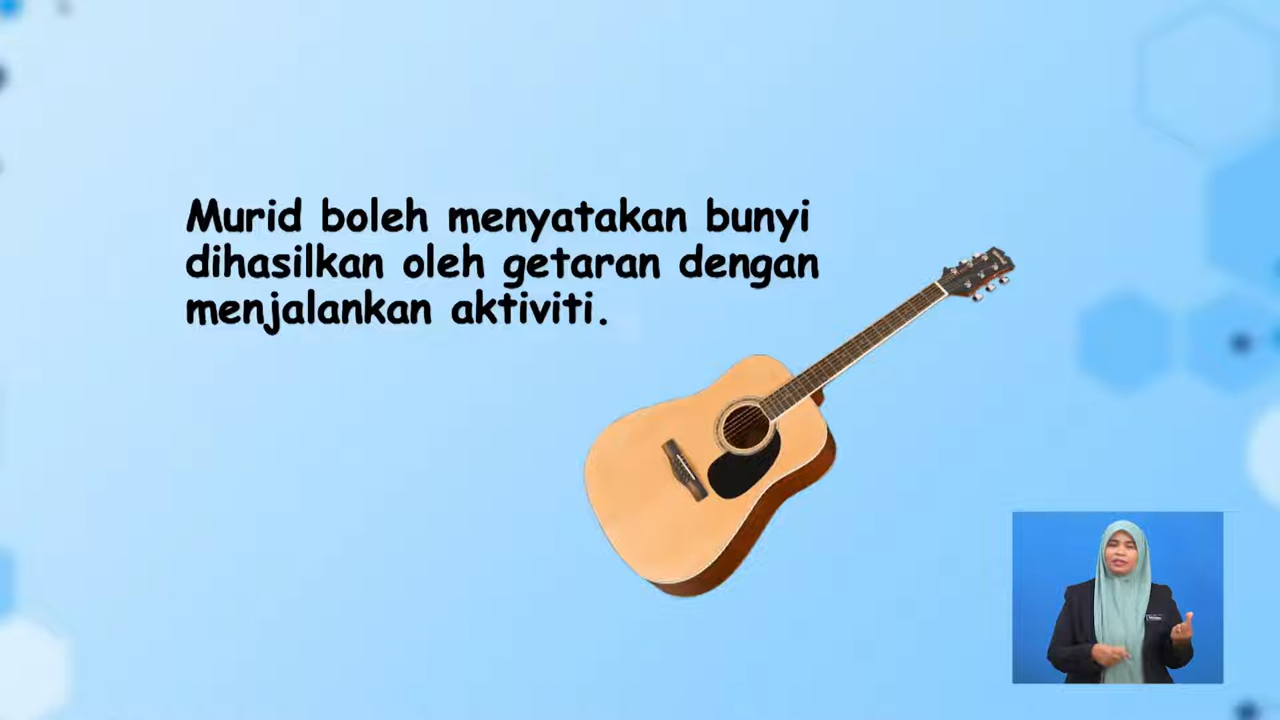 Murid boleh menyatakan bunyi
dihasilkan oleh getaran dengan
menjalankan aktiviti.